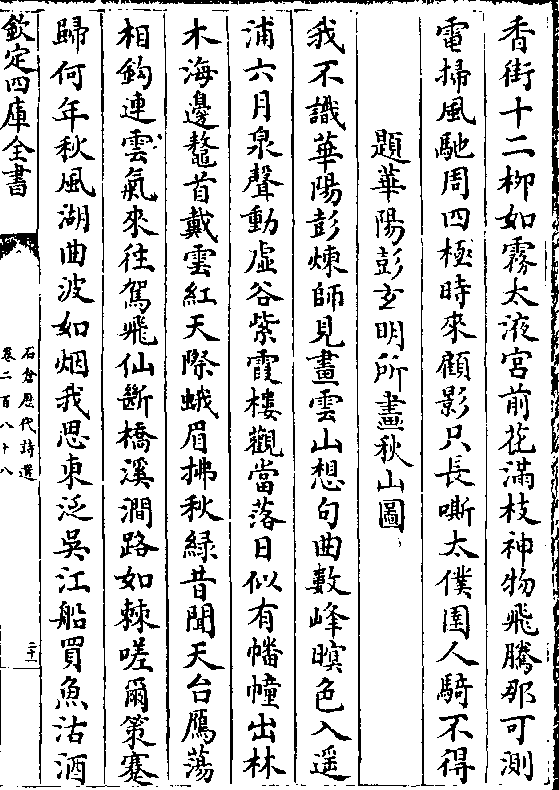 香街十二栁如霧太液宮前花滿枝神物飛騰那可測
電掃風馳周四極時來顧影只長嘶太僕圉人騎不得
題華陽彭玄明所畫秋山圖
我不識華陽彭煉師見畫雲山想句曲數峰暝色入遥
浦六月泉聲動虛谷紫霞樓觀當落日似有幡幢出林
木海邊鼇首戴雲紅天際蛾眉拂秋緑昔聞天台鴈蕩
相鈎連雲氣來往駕飛仙斷橋溪澗路如棘嗟爾策蹇
歸何年秋風湖曲波如烟我思東泛吳江船買魚沽酒
欽定四庫全書
石倉歷代詩選
卷二百八十八
三十一